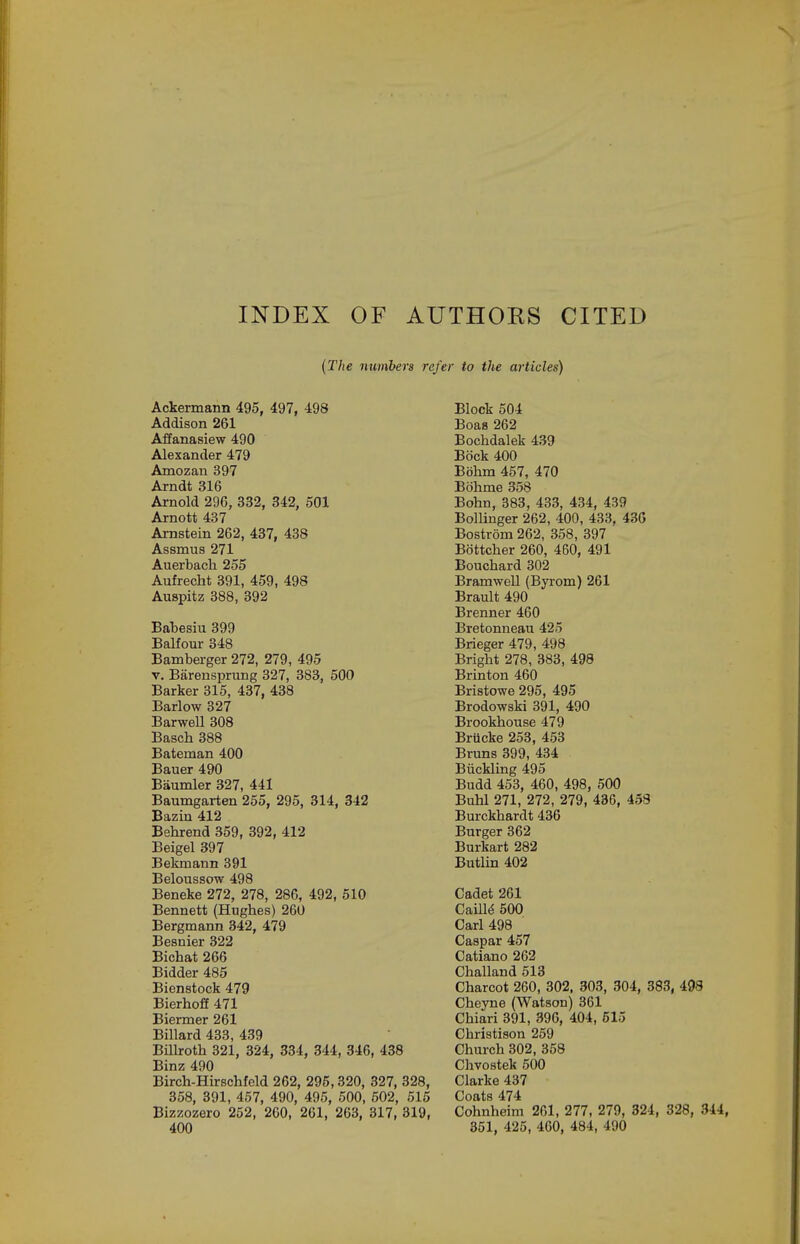 INDEX OF AUTHORS CITED
(The numbers refer to the articles)
Ackermann 495, 497, 498
Addison 261
Affanasiew 490
Alexander 479
Amozan 397
Arndt 316
Arnold 296, 332, 342, 501
Arnott 437
Arnstein 262, 437, 438
Assmus 271
Auerbach 255
Aufrecht 391, 459, 498
Auspitz 388, 392
Babesiu 399
Balfour 348
Bamberger 272, 279, 495
v. Bärensprung 327, 383, 500
Barker 315, 437, 438
Barlow 327
Barwell 308
Basch 388
Bateman 400
Bauer 490
Bäumler 327, 441
Baumgarten 255, 295, 314, 342
Bazin 412
Behrend 359, 392, 412
Beigel 397
Bekmann 391
Beloussow 498
Beneke 272, 278, 286, 492, 510
Bennett (Hughes) 260
Bergmann 342, 479
Besnier 322
Bichat 266
Bidder 485
Bienstock 479
Bierhoff 471
Biermer 261
Billard 433, 439
Billroth 321, 324, 334, 344, 346, 438
Binz 490
Birch-Hirschfeld 262, 295, 320, 327, 328,
358, 391, 457, 490, 495, 500, 502, 515
Bizzozero 252, 260, 261, 263, 317, 319,
400
Block 504
Boas 262
Bochdalek 439
Böck 400
Böhm 457, 470
Böhme 358
Bohn, 383, 433, 434, 439
Bollinger 262, 400, 433, 436
Boström 262, 358, 397
Böttcher 260, 460, 491
Bouchard 302
Bramwell (Byrom) 261
Brault 490
Brenner 460
Bretonneau 425
Brieger 479, 498
Bright 278, 383, 498
Brinton 460
Bristowe 295, 495
Brodowski 391, 490
Brookhouse 479
Brücke 253, 453
Bruns 399, 434
Bückling 495
Budd 453, 460, 498, 500
Buhl 271, 272, 279, 436, 458
Burckhardt 436
Burger 362
Burkart 282
Butlin 402
Cadet 261
Caillé 500
Carl 498
Caspar 457
Catiano 262
Challand 513
Charcot 260, 302, 303, 304, 383, 498
Cheyne (Watson) 361
Chiari 391, 396, 404, 515
Christison 259
Church 302, 358
Chvostek 500
Clarke 437
Coats 474
Cohnheim 261, 277, 279, 324, 328, 344,
351, 425, 460, 484, 490